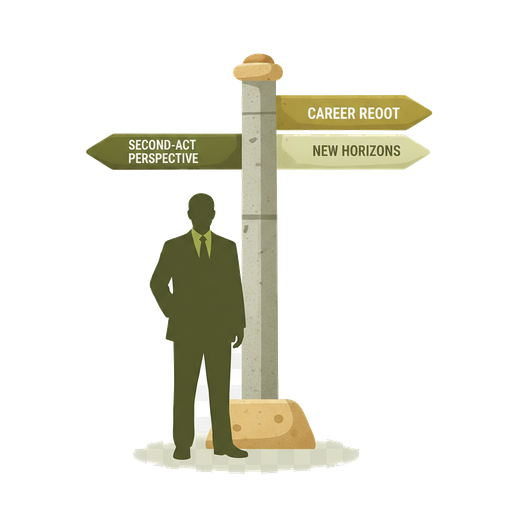 CAREER REOOT
SECOND-ACT
PERSPECTIVE
NEW HORIZONS